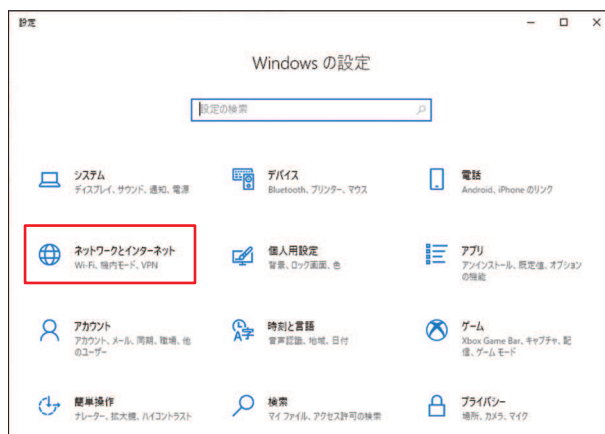 設定
Windows の設定
設定の検索
システム
ディスプレイ、サウンド、通知、電源
デバイス
Bluetooth、プリンター、マウス
電話
Android、iPhone のリンク
ネットワークとインターネット
Wi-Fi、機内モード、VPN
個人用設定
背景、ロック画面、色
アプリ
アンインストール、既定値、オプション
の機能
アカウント
アカウント、メール、同期、職場、他
のユーザー
A字
時刻と言語
音声認識、地域、日付
ゲーム
Xbox Game Bar、キャプチャ、配
信、ゲーム モード
簡単操作
ナレーター、拡大鏡、ハイコントラスト
検索
マイ ファイル、アクセス許可の検索
プライバシー
場所、カメラ、マイク